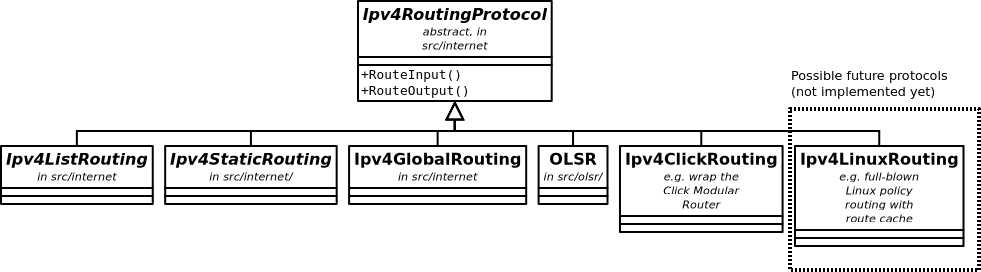 Ipv4RoutingProtocol
abstract, in
src/internet
+RouteInput()
+RouteOutput()
Possible future protocols
(not implemented yet)
Ipv4ListRouting
in src/internet
Ipv4StaticRouting
in src/internet/
Ipv4GlobalRouting
in src/internet
OLSR
in src/olsr/
Ipv4ClickRouting
e.g. wrap the
Click Modular
Router
Ipv4LinuxRouting
e.g. full-blown
Linux policy
routing with
route cache